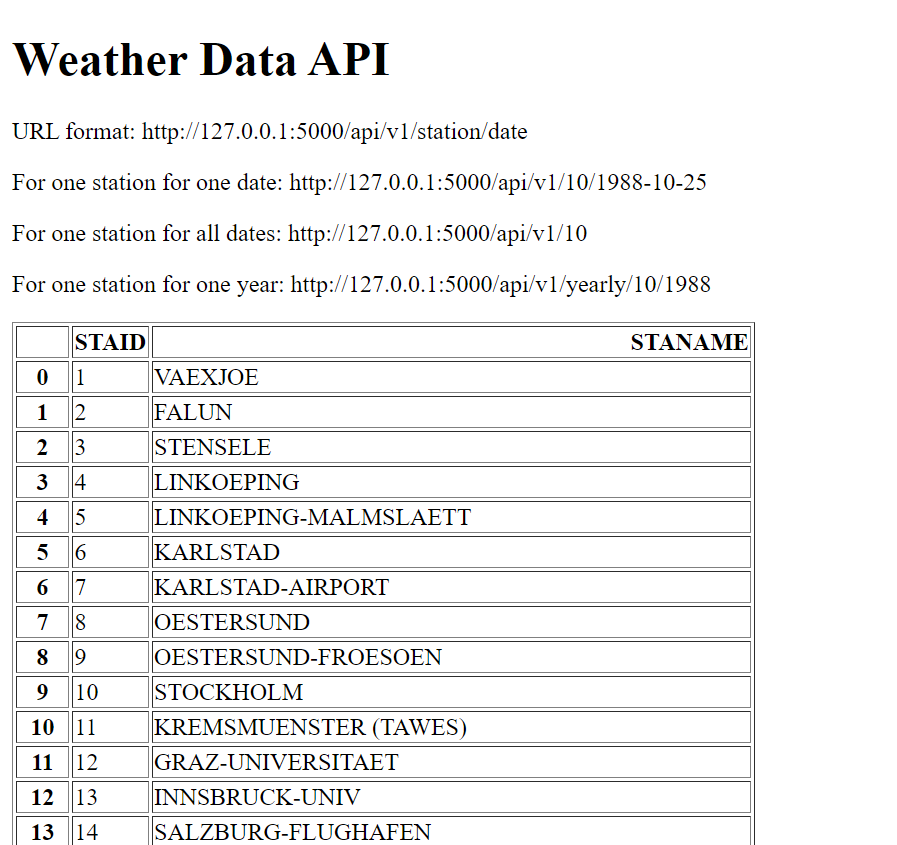 Weather Data API
URL format: http://127.0.0.1:5000/api/v1/station/date
For one station for one date: http://127.0.0.1:5000/api/v1/10/1988-10-25
For one station for all dates: http://127.0.0.1:5000/api/v1/10
For one station for one year: http://127.0.0.1:5000/api/v1/yearly/10/1988
STAID STANAME
0 1 VAEXJOE
1 2 FALUN
2 3 STENSELE
3 4 LINKOEPING
4 5 LINKOEPING-MALMSLAETT
5 6 KARLSTAD
6 7 KARLSTAD-AIRPORT
7 8 OESTERSUND
8 9 OESTERSUND-FROESOEN
9 10 STOCKHOLM
10 11 KREMSMUENSTER (TAWES)
11 12 GRAZ-UNIVERSITAET
12 13 INNSBRUCK-UNIV
13 14 SALZBURG-FLUGHAFEN